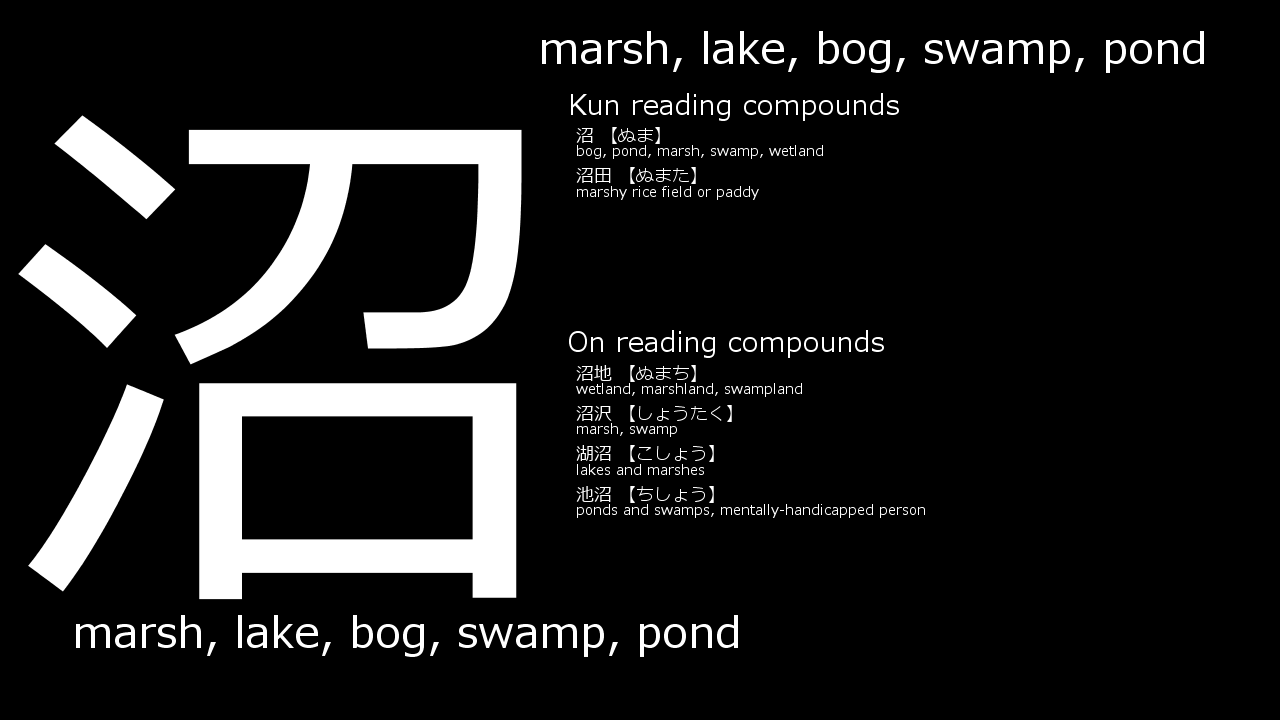 沼
marsh, lake, bog, swamp, pond
marsh, lake, bog, swamp, pond
Kun reading compounds
沼 【ぬま】
bog, pond, marsh, swamp, wetland
沼田 【ぬまた】
marshy rice field or paddy
On reading compounds
沼地 【ぬまち】
wetland, marshland, swampland
沼沢 【しょうたく】
marsh, swamp
湖沼 【こしょう】
lakes and marshes
池沼 【ちしょう】
ponds and swamps, mentally-handicapped person